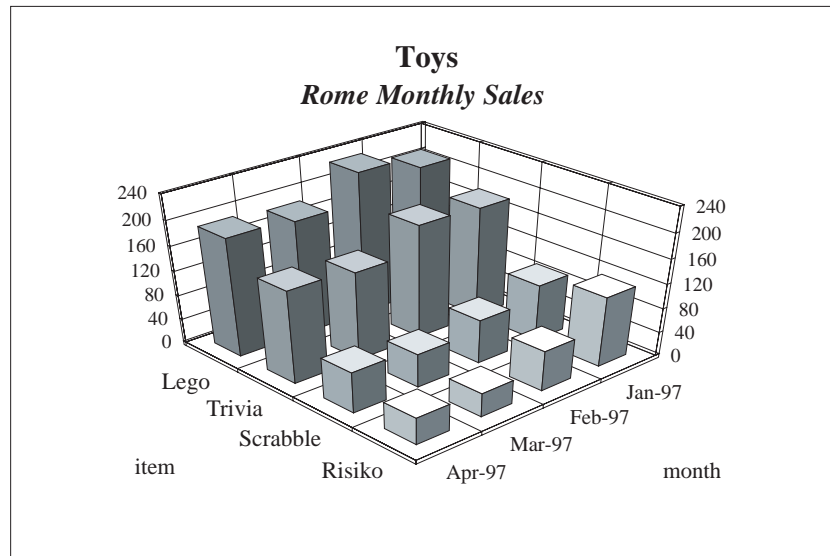 Toys
Rome Monthly Sales
240
200
160
120
80
40
0
240
200
160
120
80
40
0
Lego
Trivia
Scrabble
Risiko
Jan-97
Feb-97
Mar-97
Apr-97
item
month